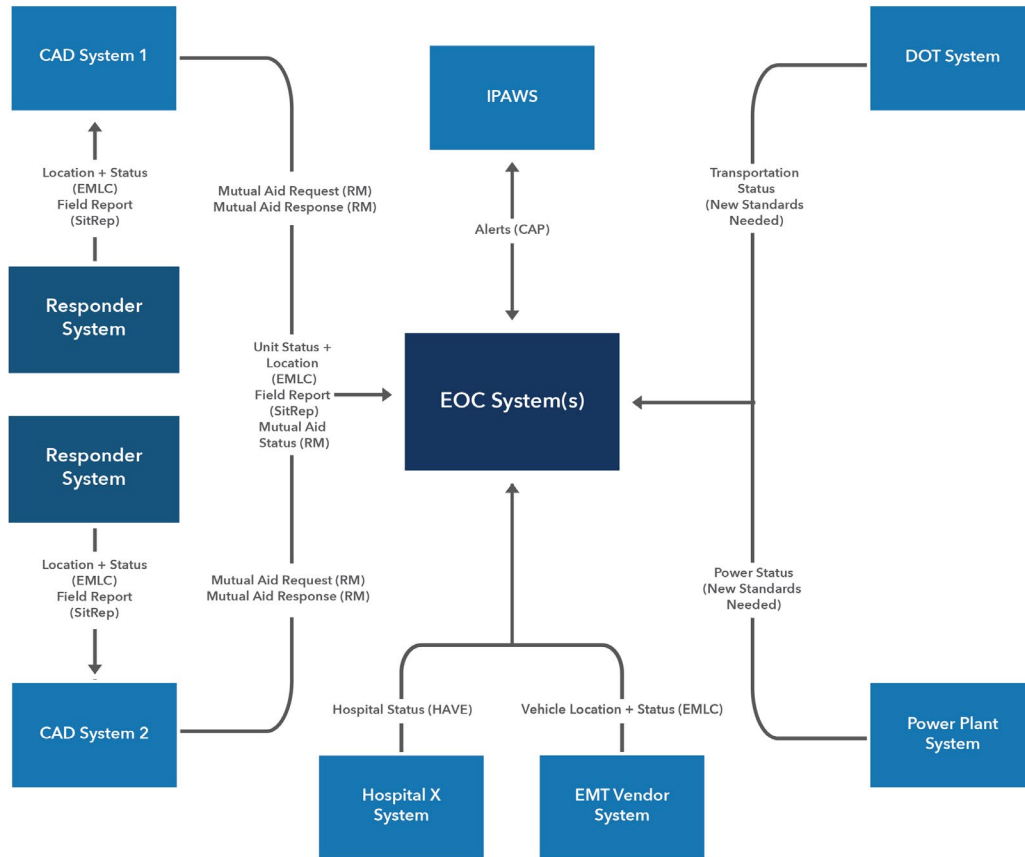 CAD System 1
IPAWS
DOT System
Location + Status
(EMLC)
Field Report
(SitRep)
Mutual Aid Request (RM)
Mutual Aid Response (RM)
Alerts (CAP)
Transportation
Status
(New Standards
Needed)
Responder
System
Unit Status +
Location
(EMLC)
Field Report
(SitRep)
Mutual Aid
Status (RM)
EOC System(s)
Responder
System
Location + Status
(EMLC)
Field Report
(SitRep)
Mutual Aid Request (RM)
Mutual Aid Response (RM)
Power Status
(New Standards
Needed)
CAD System 2
Hospital Status (HAVE)
Vehicle Location + Status (EMLC)
Power Plant
System
Hospital X
System
EMT Vendor
System